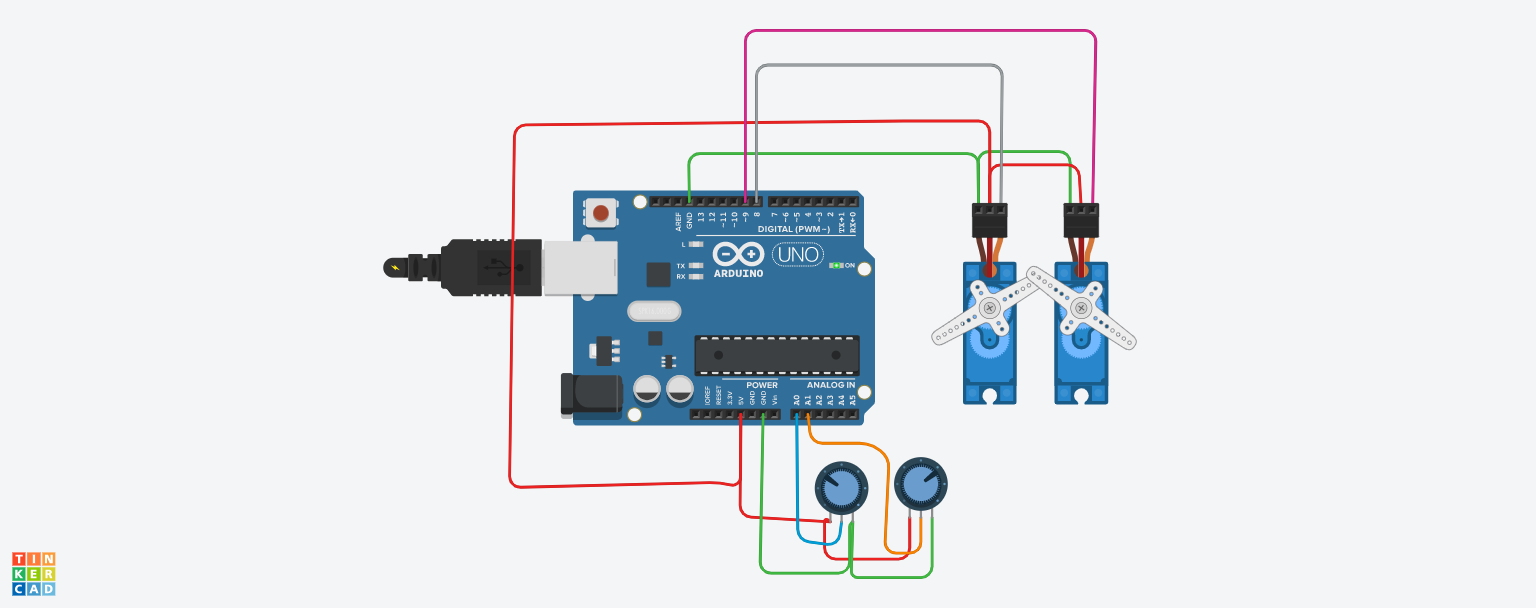 AREF
GND
13
12
~11
~10
~9
8
7
~6
~5
4
~3
2
TX→1
RX←0
DIGITAL (PWM~)
L
TX
RX
ARDUINO
UNO
ON
POWER
ANALOG IN
IOREF
RESET
3.3V
5V
GND
GND
Vin
A0
A1
A2
A3
A4
A5
TIN
KER
CAD